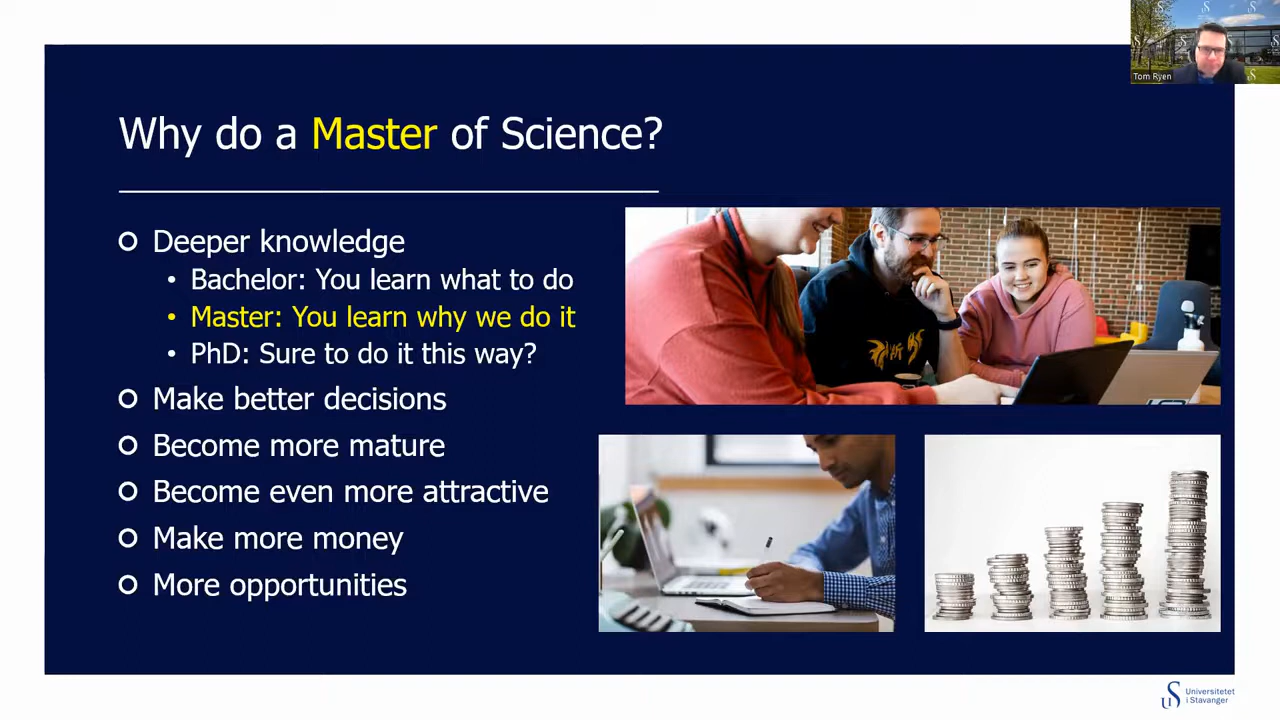 Tom Ryen
Why do a Master of Science?
Deeper knowledge
Bachelor: You learn what to do
Master: You learn why we do it
PhD: Sure to do it this way?
Make better decisions
Become more mature
Become even more attractive
Make more money
More opportunities
Universitetet
i Stavanger